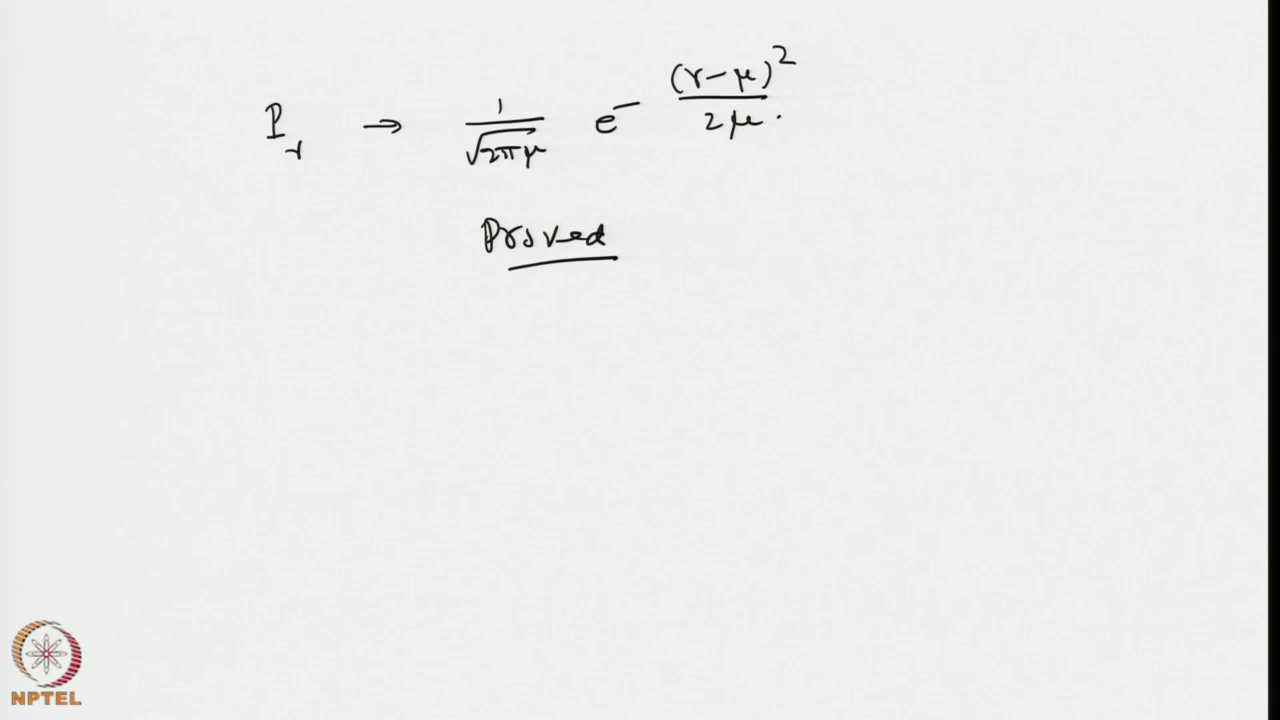 P_r → 1/√(2πμ) e^-(r-μ)^2/2μ.
Proved
NPTEL